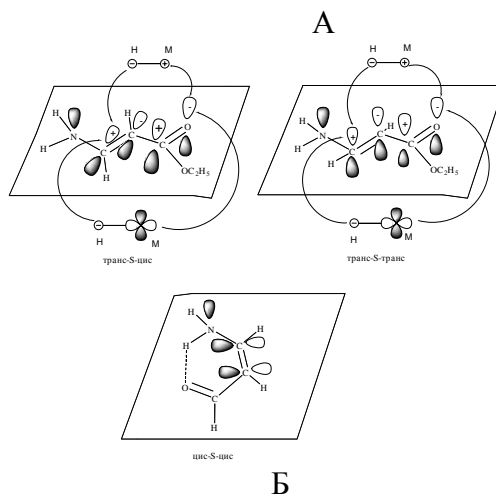 А
H M
⊖ ⊕
H M
⊖ ⊕
H H - O
H N + C + C -
H C OC₂H₅
H
H N + C - C H + C - O
H H C OC₂H₅
⊖ H M
транс-S-цис
⊖ H M
транс-S-транс
H N H
H C
O C H
H
цис-S-цис
Б